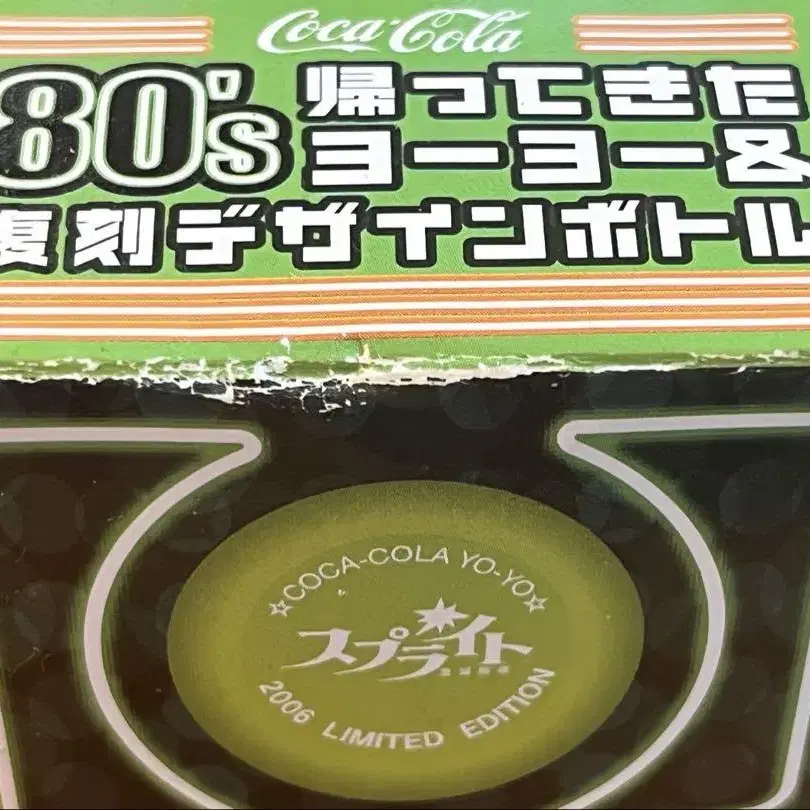 Coca-Cola
80's 帰ってきた
ヨーヨー&
復刻デザインボトル
☆COCA-COLA YO-YO☆
スプライト
2006 LIMITED EDITION